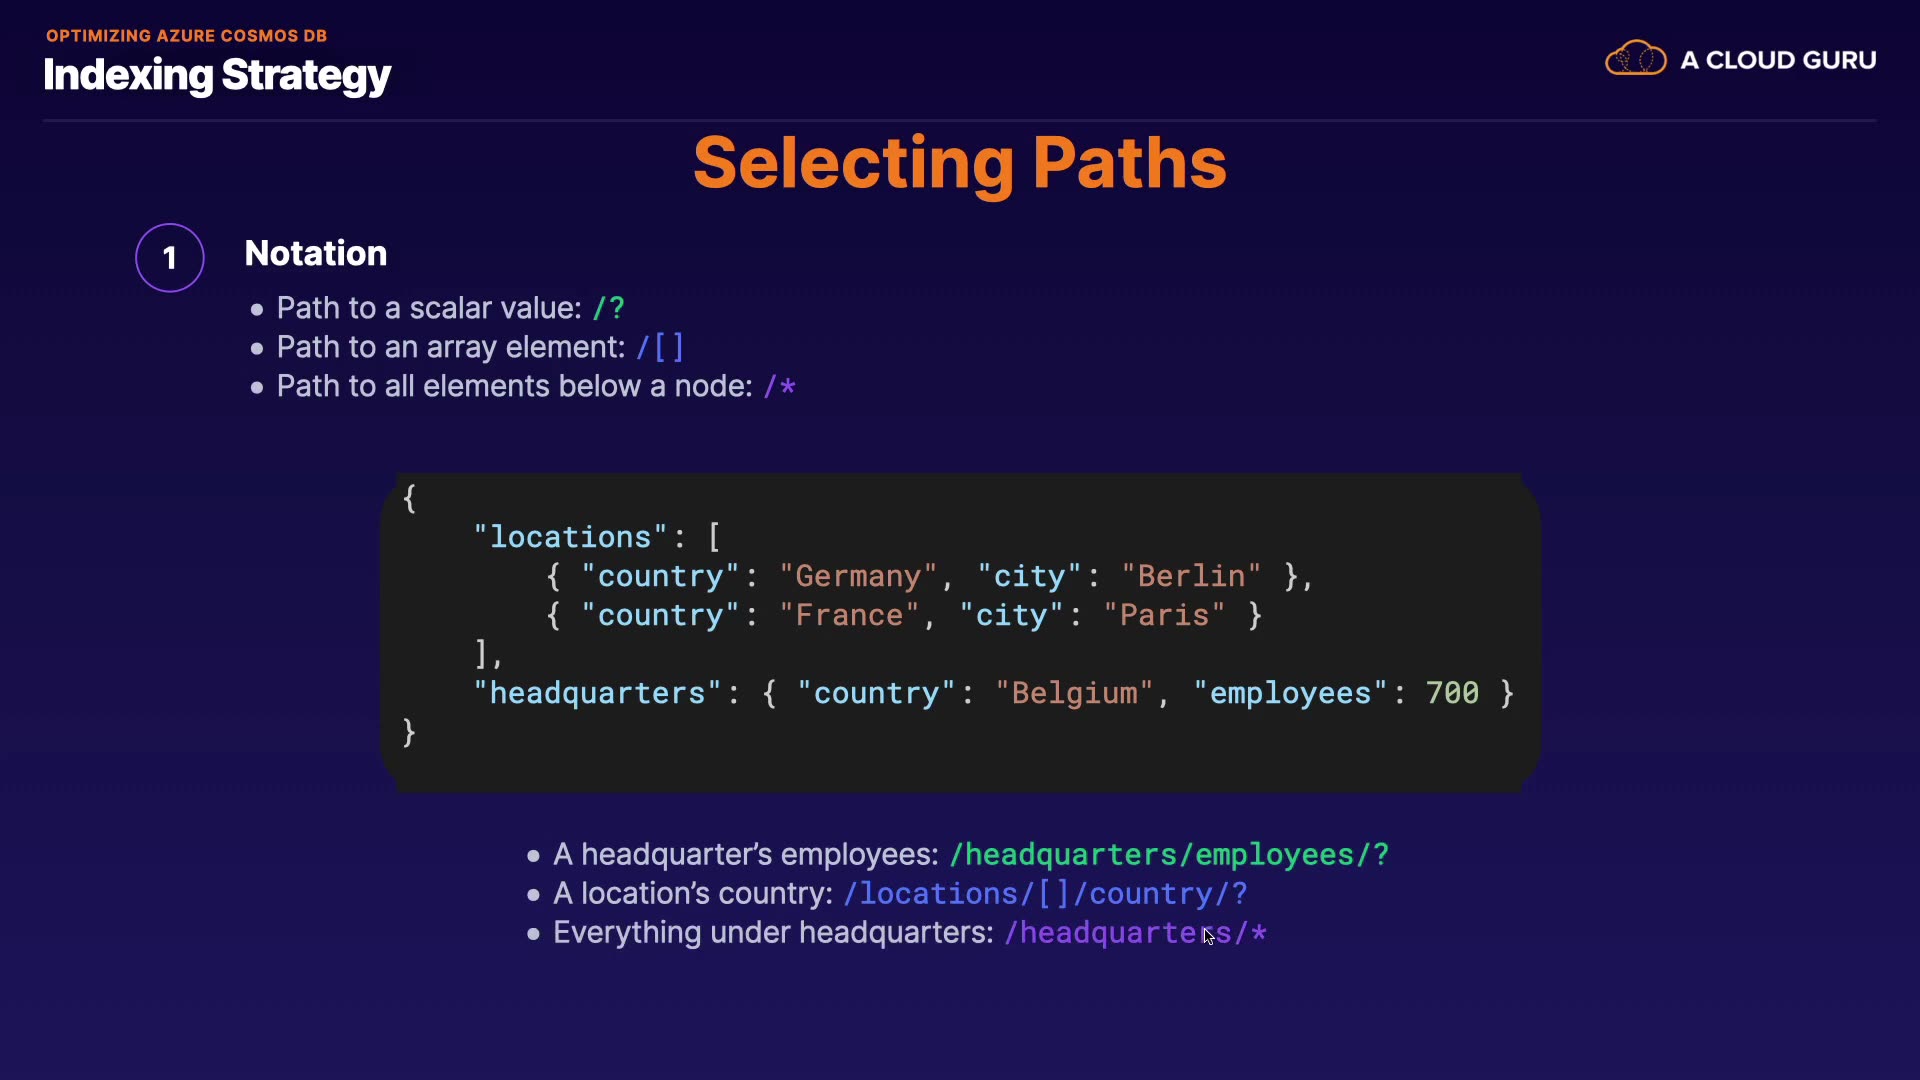 OPTIMIZING AZURE COSMOS DB
Indexing Strategy
A CLOUD GURU
Selecting Paths
1
Notation
• Path to a scalar value: /?
• Path to an array element: /[]
• Path to all elements below a node: /*
{
    "locations": [
        { "country": "Germany", "city": "Berlin" },
        { "country": "France", "city": "Paris" }
    ],
    "headquarters": { "country": "Belgium", "employees": 700 }
}
• A headquarter’s employees: /headquarters/employees/?
• A location’s country: /locations/[]/country/?
• Everything under headquarters: /headquarters/*